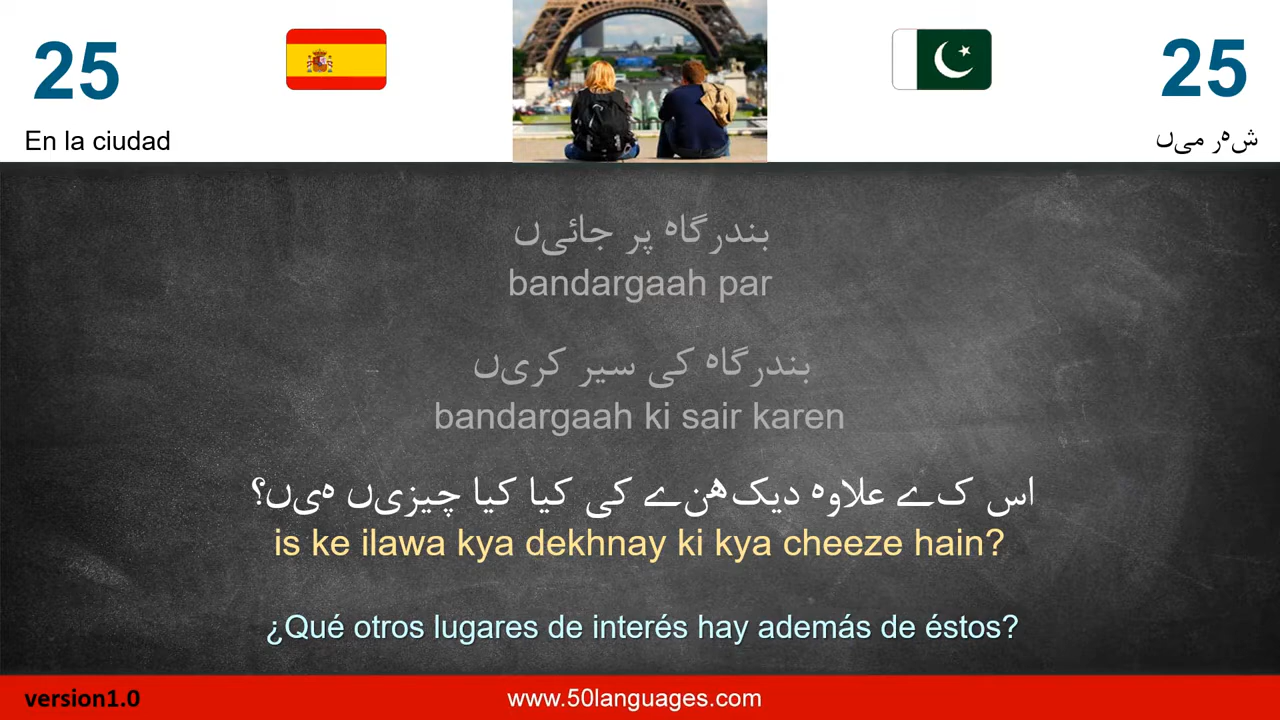 25
25
En la ciudad
شہر میں
بندرگاہ پر جائیں
bandargaah par
بندرگاہ کی سیر کریں
bandargaah ki sair karen
اس کے علاوہ دیکھنے کی کیا کیا چیزیں ہیں؟
is ke ilawa kya dekhnay ki kya cheeze hain?
¿Qué otros lugares de interés hay además de éstos?
version1.0
www.50languages.com